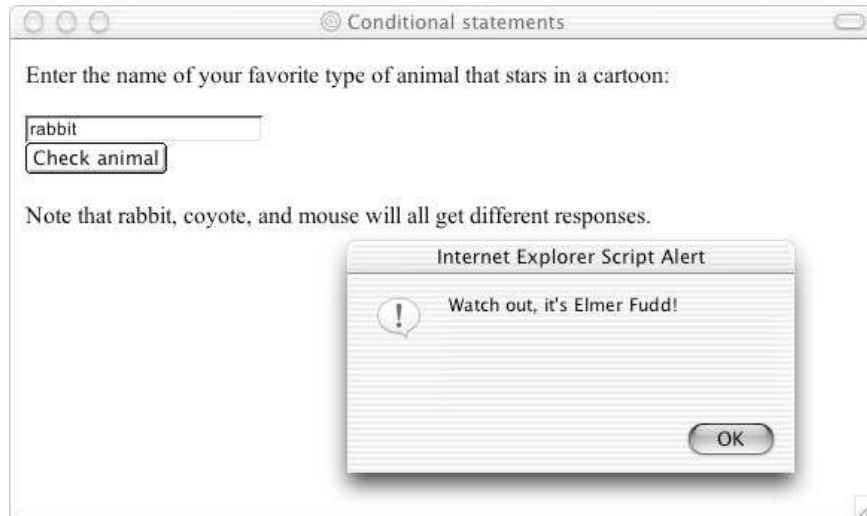 Conditional statements
Enter the name of your favorite type of animal that stars in a cartoon:
rabbit
Check animal
Note that rabbit, coyote, and mouse will all get different responses.
Internet Explorer Script Alert
Watch out, it's Elmer Fudd!
OK